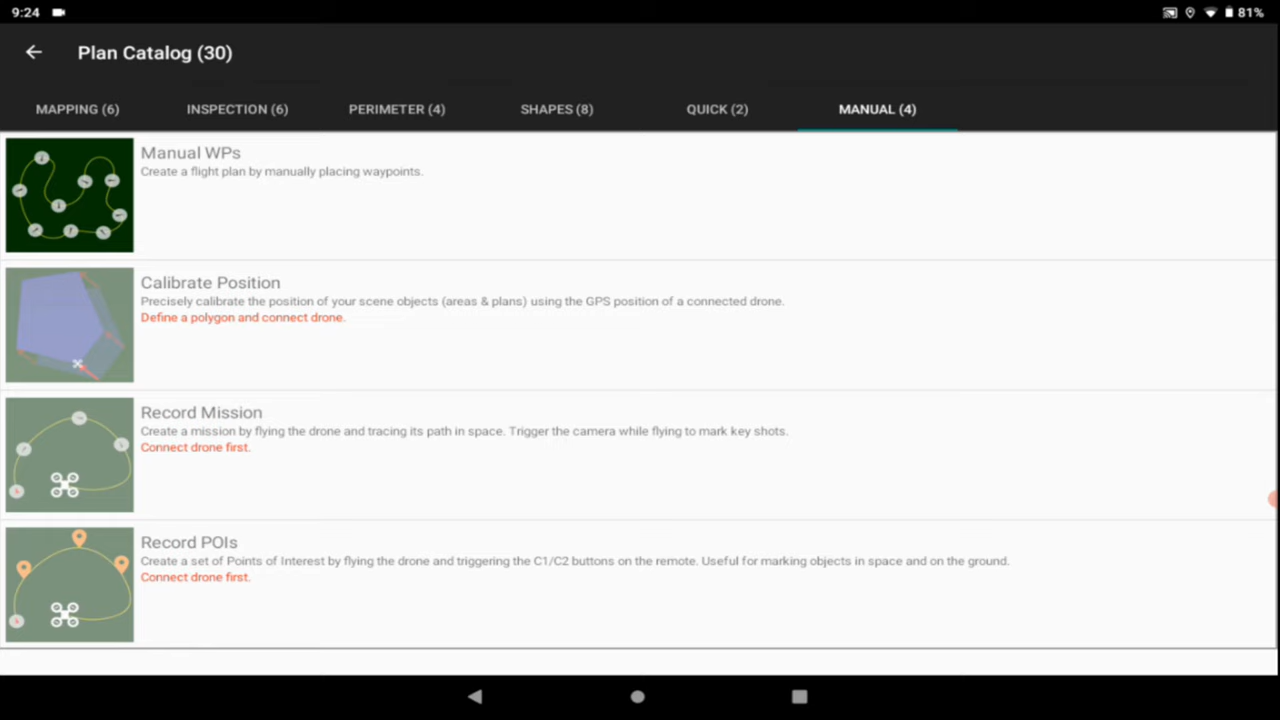 9:24
81%
Plan Catalog (30)
MAPPING (6) INSPECTION (6) PERIMETER (4) SHAPES (8) QUICK (2) MANUAL (4)
Manual WPs
Create a flight plan by manually placing waypoints.
Calibrate Position
Precisely calibrate the position of your scene objects (areas & plans) using the GPS position of a connected drone.
Define a polygon and connect drone.
Record Mission
Create a mission by flying the drone and tracing its path in space. Trigger the camera while flying to mark key shots.
Connect drone first.
Record POIs
Create a set of Points of Interest by flying the drone and triggering the C1/C2 buttons on the remote. Useful for marking objects in space and on the ground.
Connect drone first.